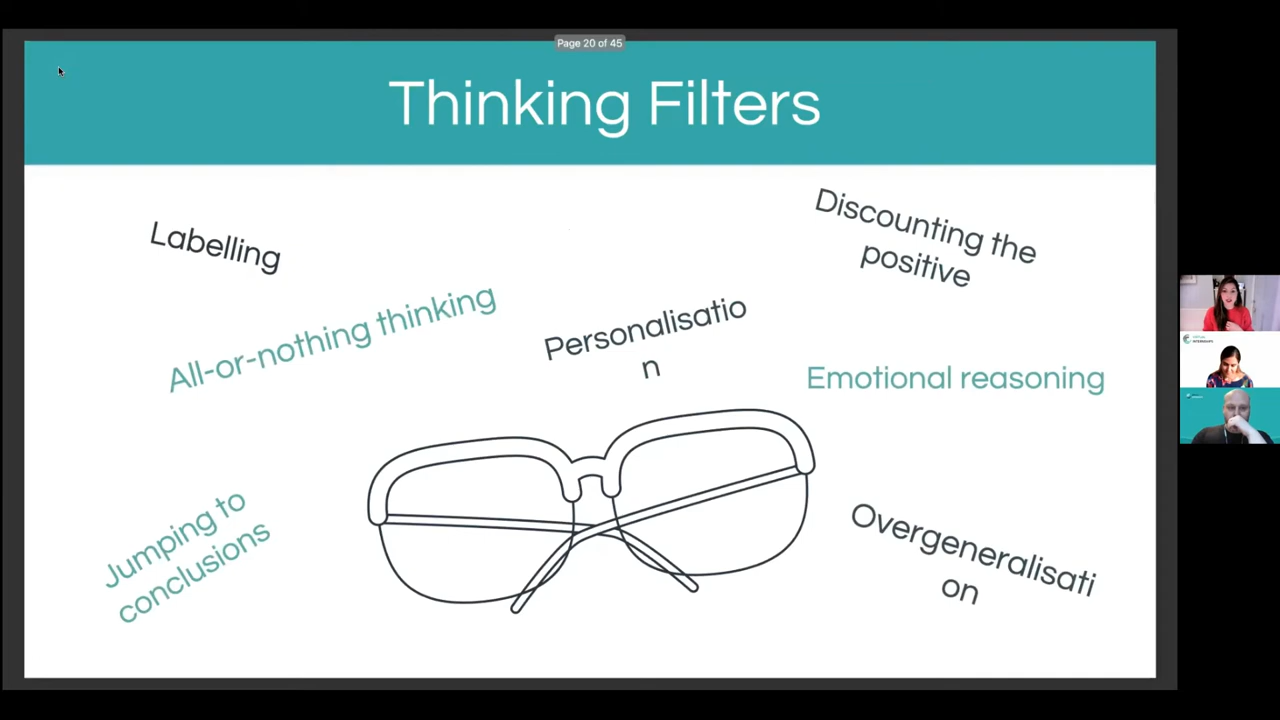 Page 20 of 45
Thinking Filters
Labelling
Discounting the
positive
All-or-nothing thinking
Personalisatio
n
Emotional reasoning
Jumping to
conclusions
Overgeneralisati
on